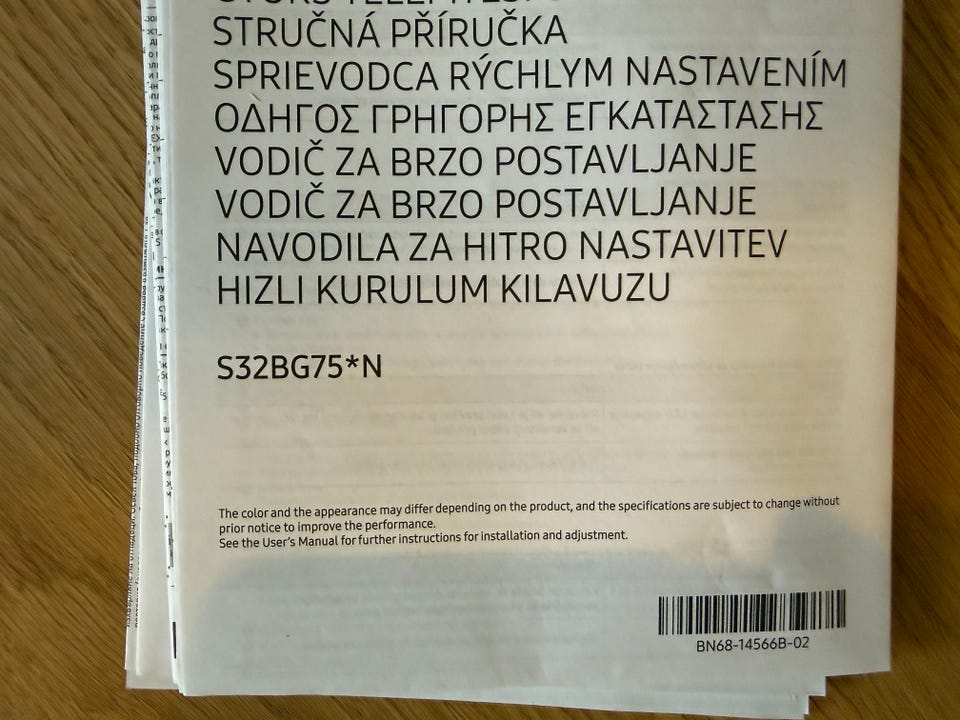 STRUČNÁ PŘÍRUČKA
SPRIEVODCA RÝCHLYM NASTAVENÍM
ΟΔΗΓΟΣ ΓΡΗΓΟΡΗΣ ΕΓΚΑΤΑΣΤΑΣΗΣ
VODIČ ZA BRZO POSTAVLJANJE
VODIČ ZA BRZO POSTAVLJANJE
NAVODILA ZA HITRO NASTAVITEV
HIZLI KURULUM KILAVUZU
S32BG75*N
The color and the appearance may differ depending on the product, and the specifications are subject to change without
prior notice to improve the performance.
See the User's Manual for further instructions for installation and adjustment.
BN68-14566B-02